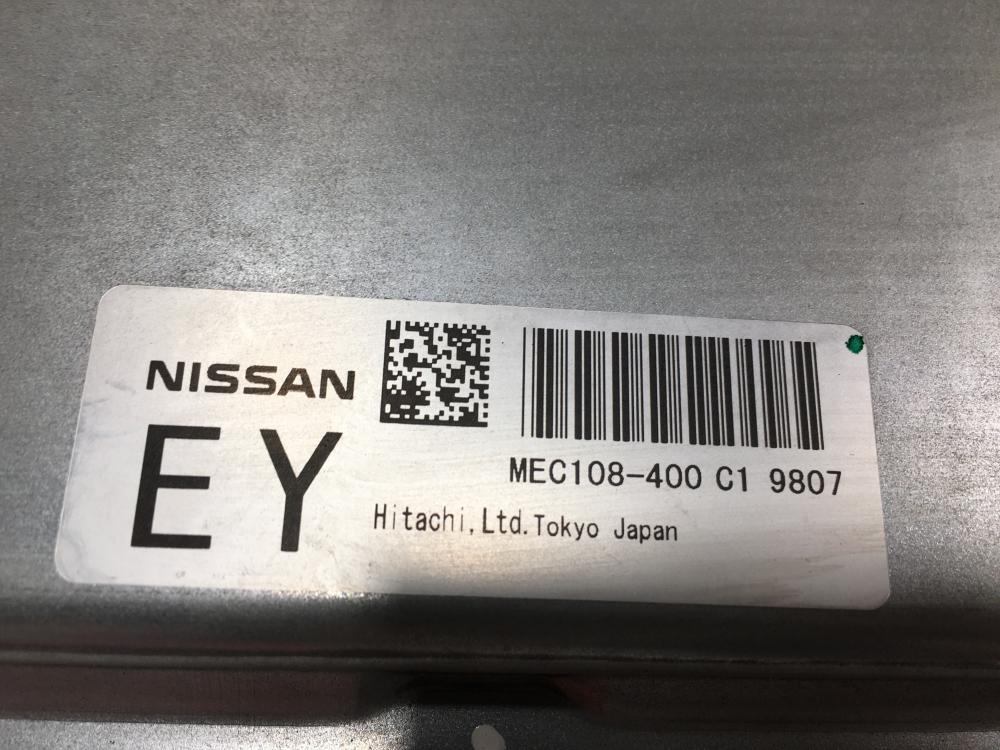 NISSAN
EY
MEC108-400 C1 9807
Hitachi,Ltd.Tokyo Japan